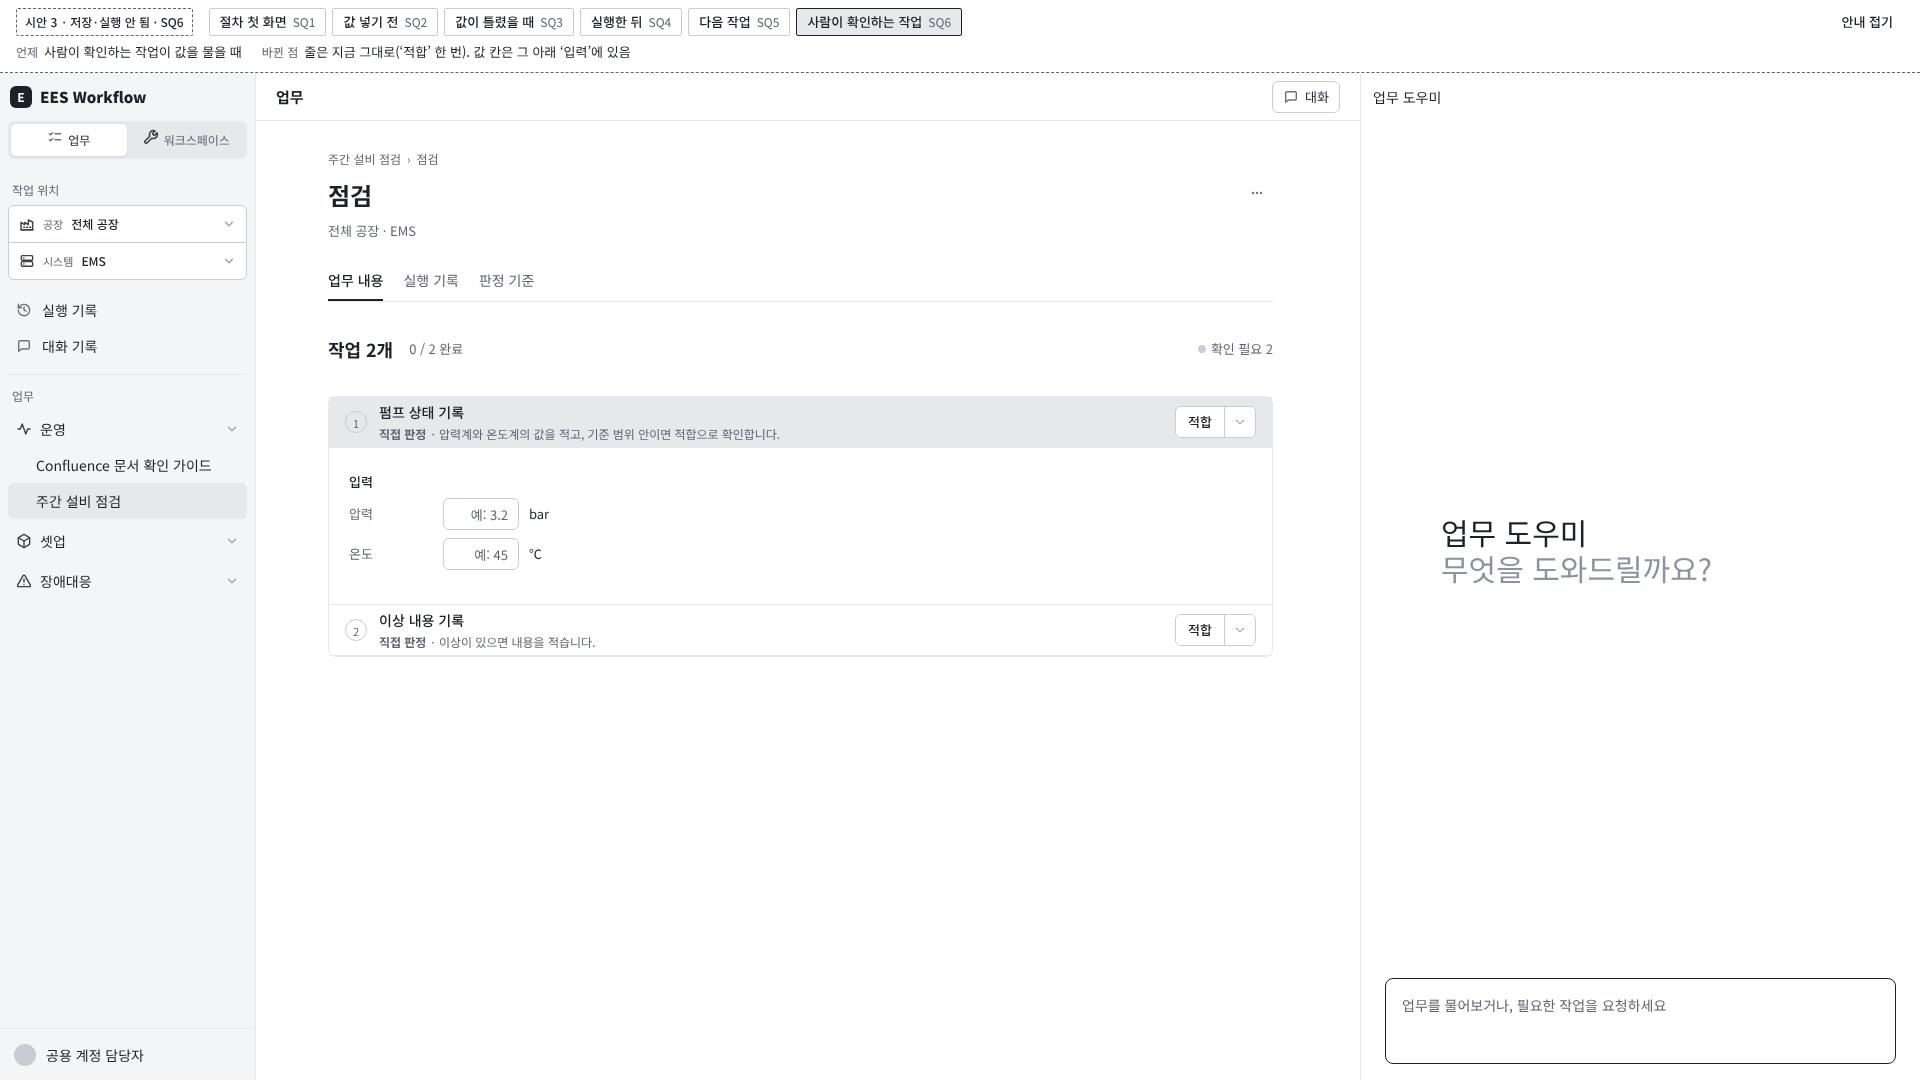 시안 3 · 저장·실행 안 됨 · SQ6
절차 첫 화면 SQ1
값 넣기 전 SQ2
값이 틀렸을 때 SQ3
실행한 뒤 SQ4
다음 작업 SQ5
사람이 확인하는 작업 SQ6
안내 접기
언제 사람이 확인하는 작업이 값을 물을 때 바뀐 점 줄은 지금 그대로(‘적합’ 한 번). 값 칸은 그 아래 ‘입력’에 있음
E EES Workflow
업무
워크스페이스
작업 위치
공장 전체 공장
시스템 EMS
실행 기록
대화 기록
업무
운영
Confluence 문서 확인 가이드
주간 설비 점검
셋업
장애대응
공용 계정 담당자
업무
대화
주간 설비 점검 › 점검
점검
...
전체 공장 · EMS
업무 내용
실행 기록
판정 기준
작업 2개 0 / 2 완료
확인 필요 2
1
펌프 상태 기록
직접 판정 · 압력계와 온도계의 값을 적고, 기준 범위 안이면 적합으로 확인합니다.
적합
입력
압력 예: 3.2 bar
온도 예: 45 °C
2
이상 내용 기록
직접 판정 · 이상이 있으면 내용을 적습니다.
적합
업무 도우미
업무 도우미
무엇을 도와드릴까요?
업무를 물어보거나, 필요한 작업을 요청하세요